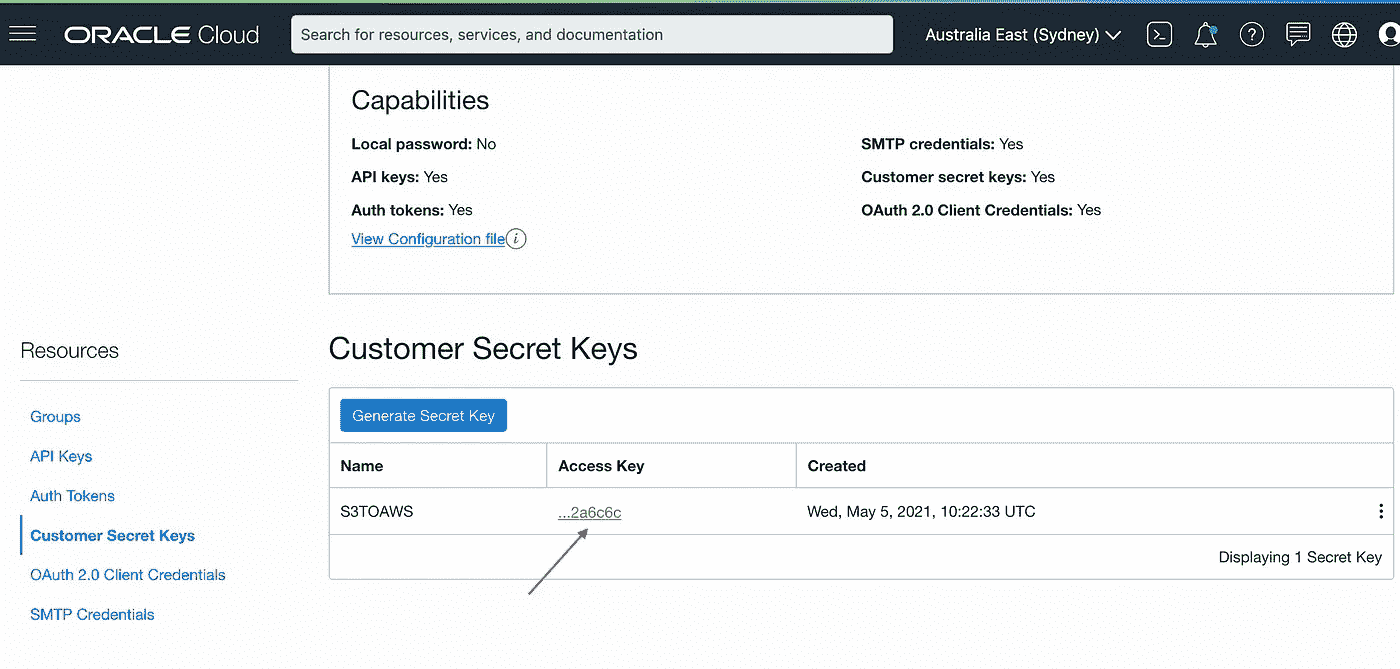 ORACLE Cloud
Search for resources, services, and documentation
Australia East (Sydney)
Capabilities
Local password: No
API keys: Yes
Auth tokens: Yes
View Configuration file
SMTP credentials: Yes
Customer secret keys: Yes
OAuth 2.0 Client Credentials: Yes
Resources
Groups
API Keys
Auth Tokens
Customer Secret Keys
OAuth 2.0 Client Credentials
SMTP Credentials
Customer Secret Keys
Generate Secret Key
Name Access Key Created
S3TOAWS ...2a6c6c Wed, May 5, 2021, 10:22:33 UTC
Displaying 1 Secret Key